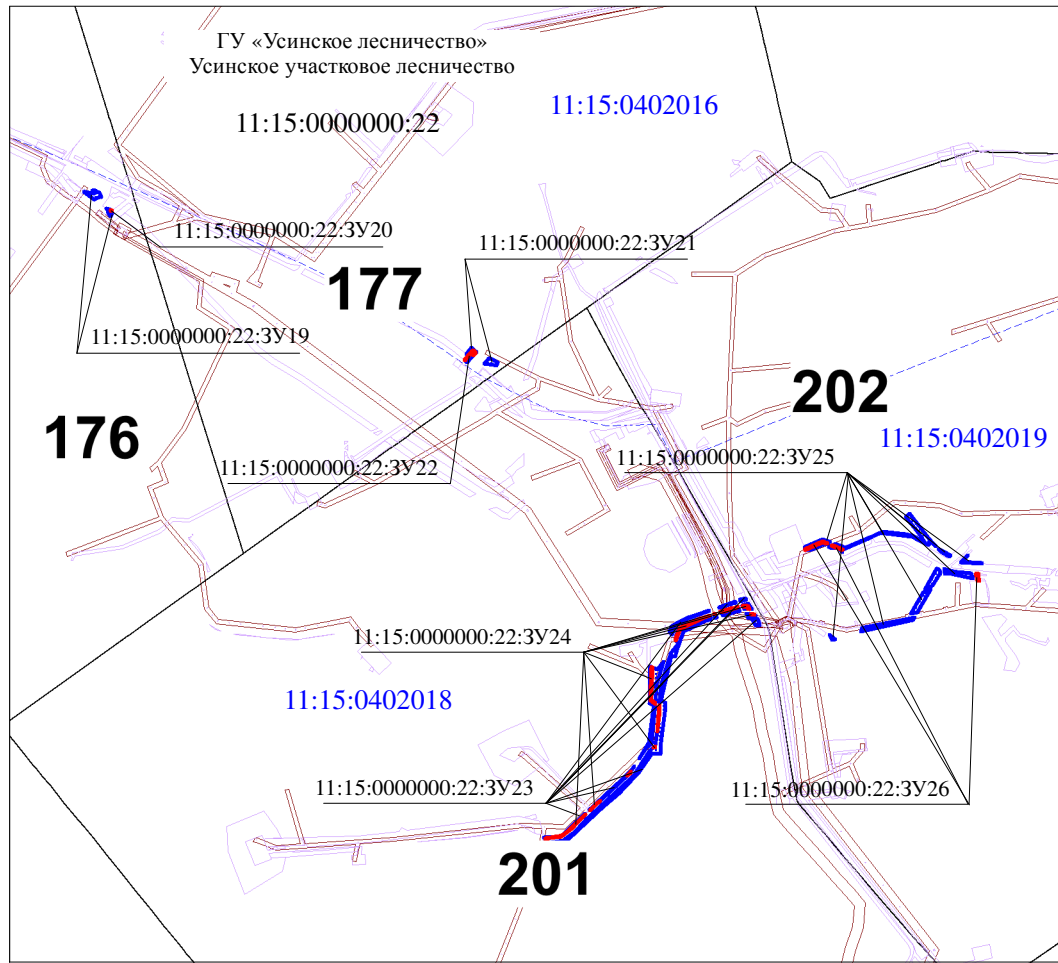 ГУ «Усинское лесничество»
Усинское участковое лесничество
11:15:0402016
11:15:0000000:22
11:15:0000000:22:ЗУ20
11:15:0000000:22:ЗУ21
177
11:15:0000000:22:ЗУ19
202
176
11:15:0402019
11:15:0000000:22:ЗУ25
11:15:0000000:22:ЗУ22
11:15:0000000:22:ЗУ24
11:15:0402018
11:15:0000000:22:ЗУ23
11:15:0000000:22:ЗУ26
201